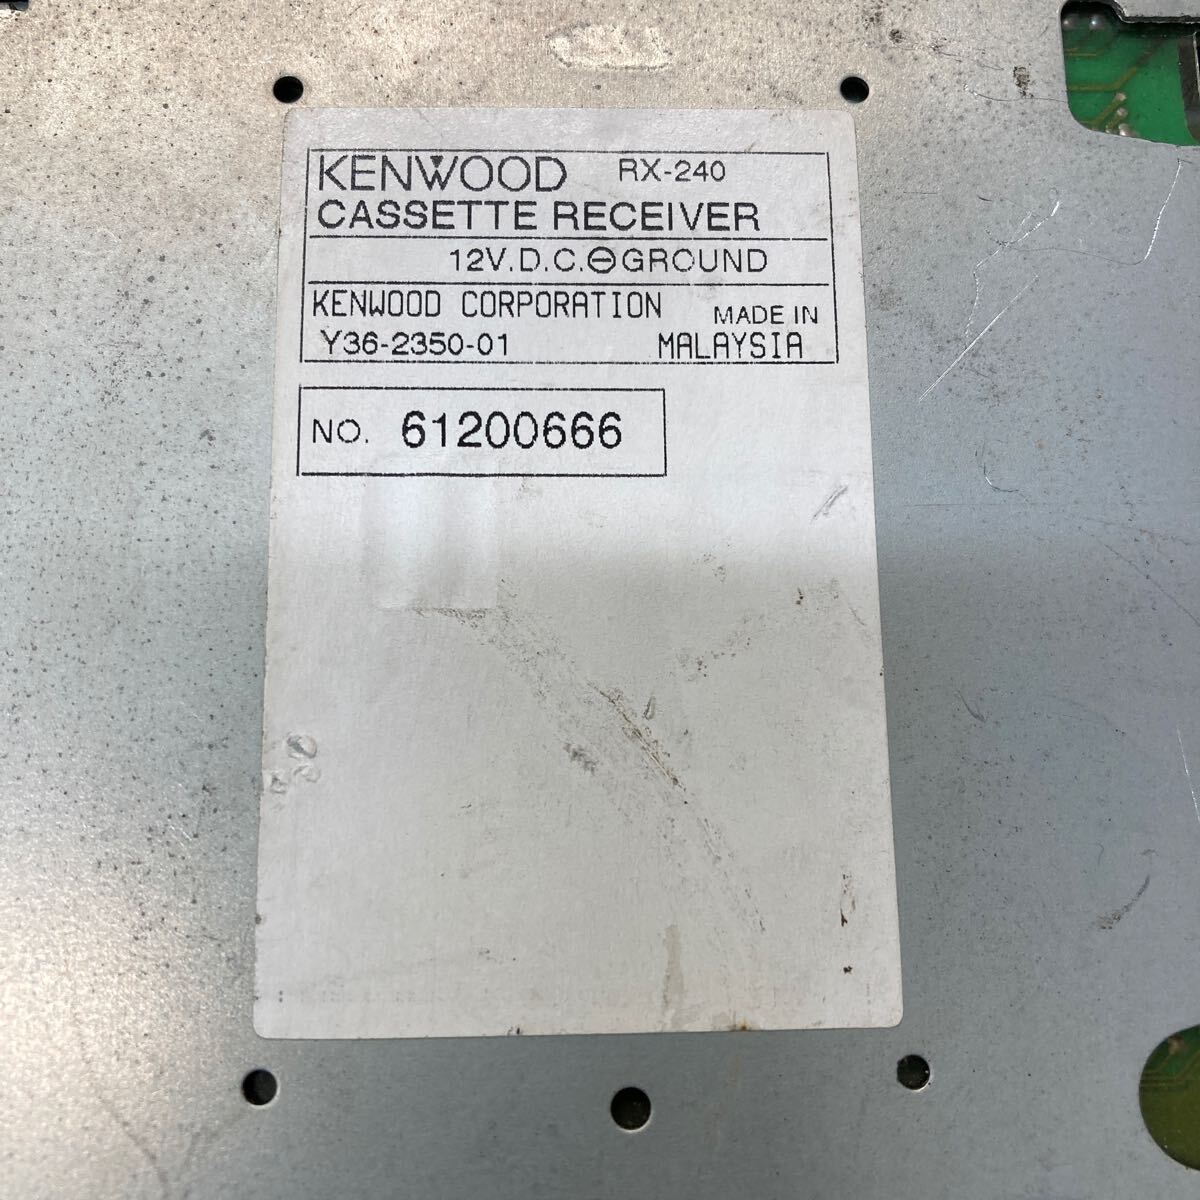 KENWOOD RX-240
CASSETTE RECEIVER
12V.D.C.⊖GROUND
KENWOOD CORPORATION MADE IN
Y36-2350-01 MALAYSIA
NO. 61200666